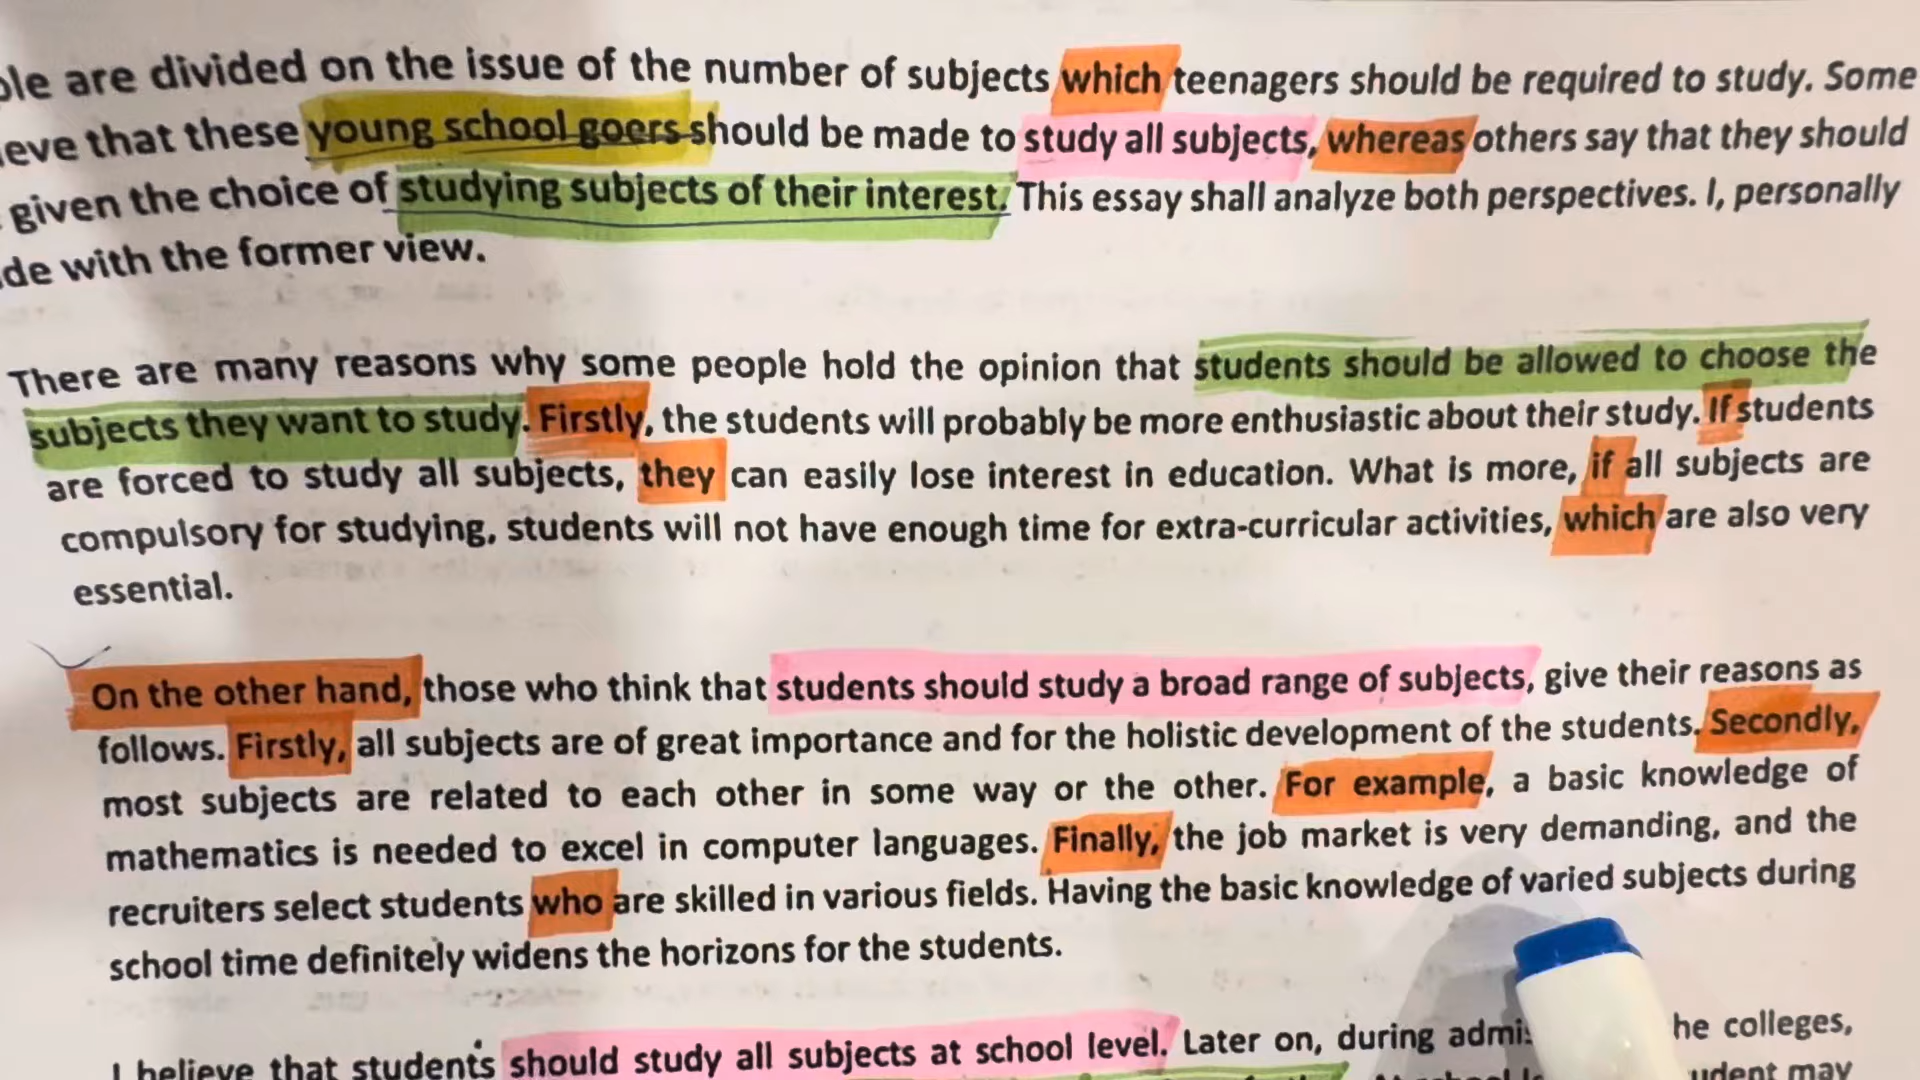 are divided on the issue of the number of subjects which teenagers should be required to study. Some
that these young school goers should be made to study all subjects, whereas others say that they should
given the choice of studying subjects of their interest. This essay shall analyze both perspectives. I, personally
with the former view.
There are many reasons why some people hold the opinion that students should be allowed to choose the
subjects they want to study. Firstly, the students will probably be more enthusiastic about their study. If students
are forced to study all subjects, they can easily lose interest in education. What is more, if all subjects are
compulsory for studying, students will not have enough time for extra-curricular activities, which are also very
essential.
On the other hand, those who think that students should study a broad range of subjects, give their reasons as
follows. Firstly, all subjects are of great importance and for the holistic development of the students. Secondly,
most subjects are related to each other in some way or the other. For example, a basic knowledge of
mathematics is needed to excel in computer languages. Finally, the job market is very demanding, and the
recruiters select students who are skilled in various fields. Having the basic knowledge of varied subjects during
school time definitely widens the horizons for the students.
I believe that students should study all subjects at school level. Later on, during colleges,
may